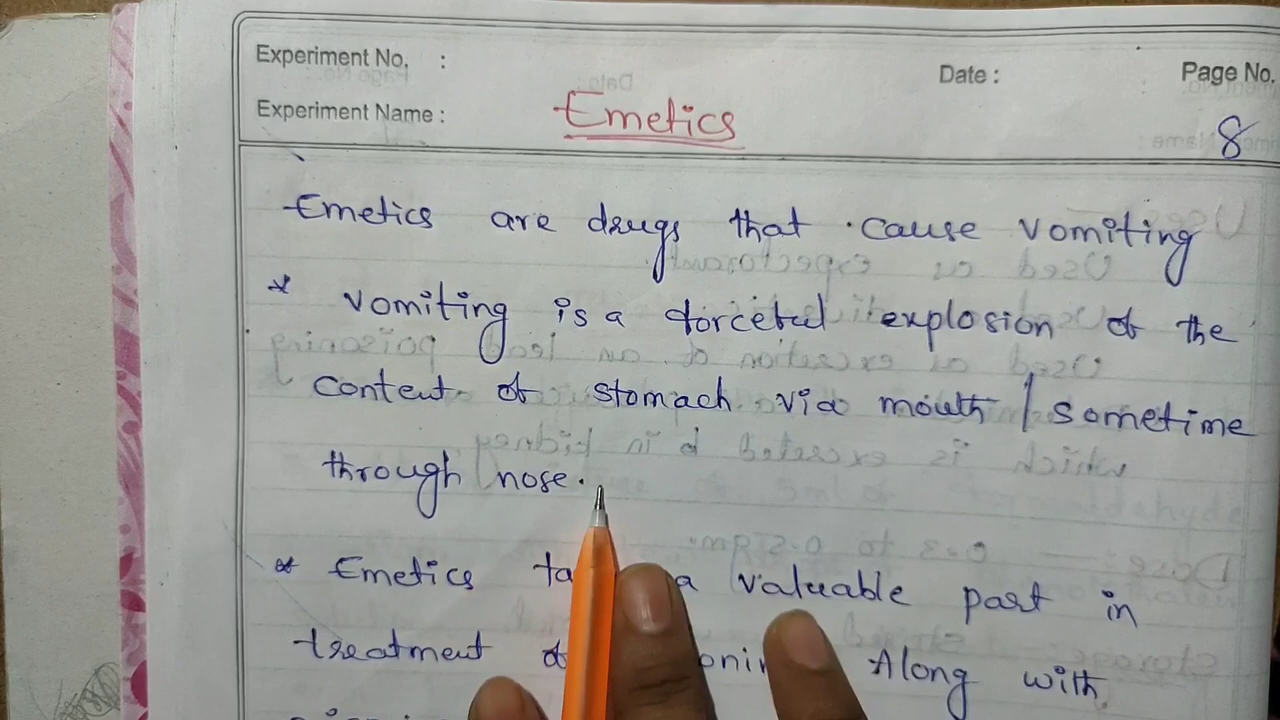 Experiment No. :
Date :
Page No.
Experiment Name :
Emetics
8
Emetics are drugs that cause vomiting
* vomiting is a forceful explosion of the
content of stomach via mouth / sometime
through nose.
* Emetics a valuable part in
treatment Along with